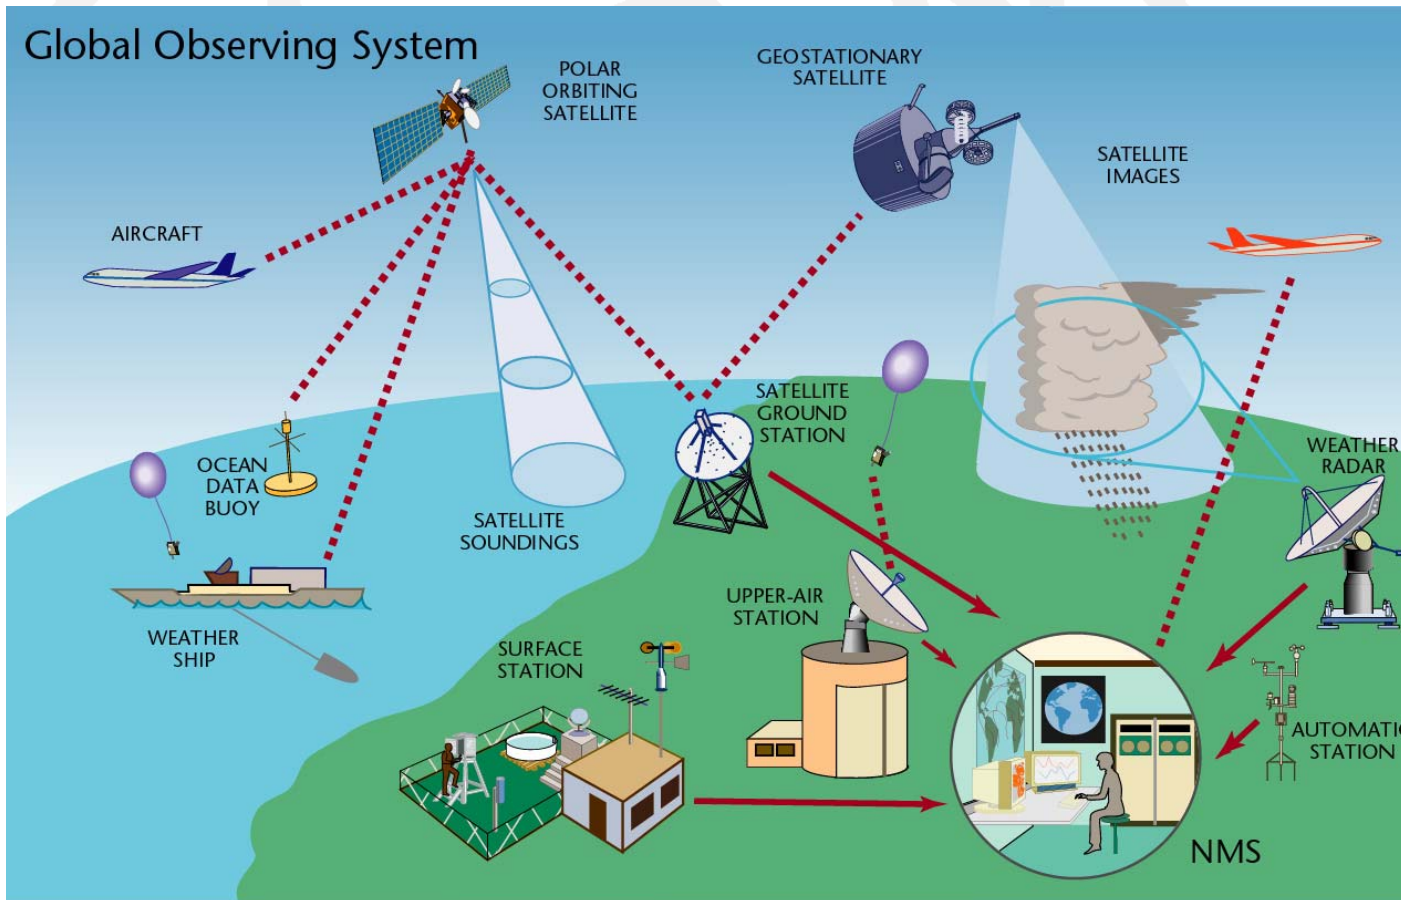 Global Observing System
POLAR
ORBITING
SATELLITE
GEOSTATIONARY
SATELLITE
SATELLITE
IMAGES
AIRCRAFT
SATELLITE
GROUND
STATION
WEATHER
RADAR
OCEAN
DATA
BUOY
SATELLITE
SOUNDINGS
UPPER-AIR
STATION
WEATHER
SHIP
SURFACE
STATION
AUTOMATIC
STATION
NMS